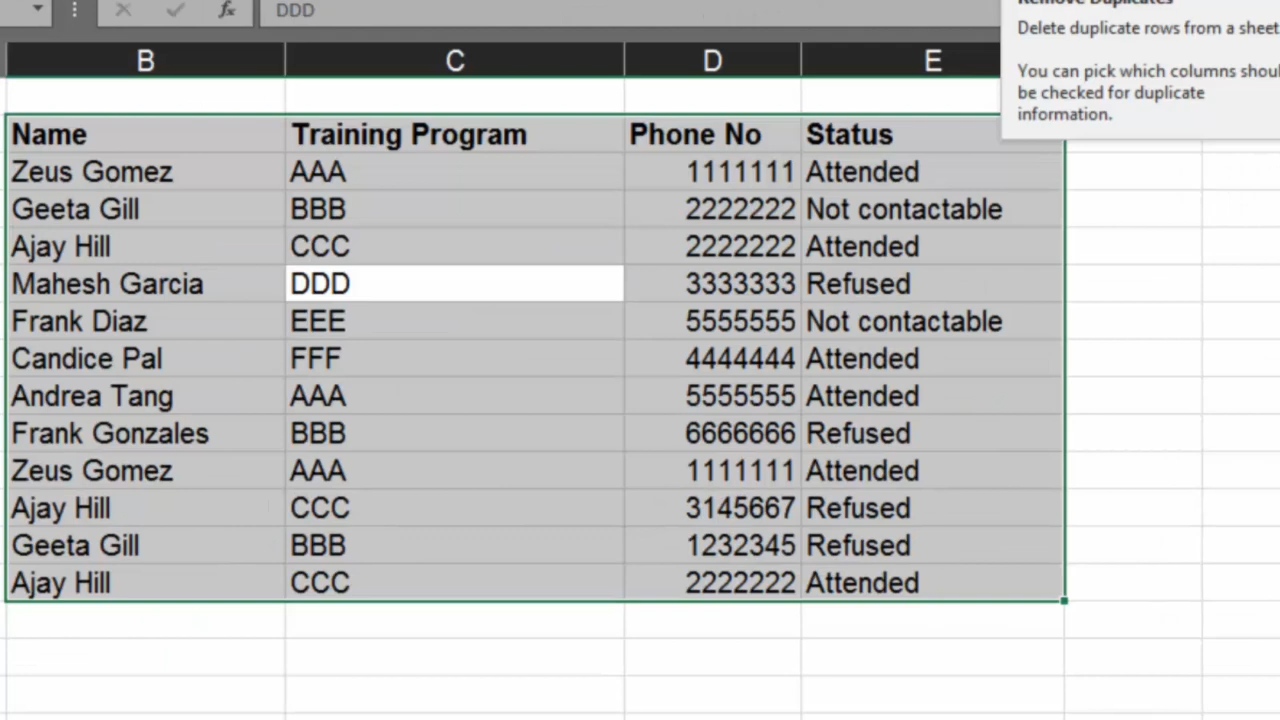 fx DDD
Remove Duplicates
Delete duplicate rows from a sheet
You can pick which columns
be checked for duplicate
information.
B C D E
Name Training Program Phone No Status
Zeus Gomez AAA 1111111 Attended
Geeta Gill BBB 2222222 Not contactable
Ajay Hill CCC 2222222 Attended
Mahesh Garcia DDD 3333333 Refused
Frank Diaz EEE 5555555 Not contactable
Candice Pal FFF 4444444 Attended
Andrea Tang AAA 5555555 Attended
Frank Gonzales BBB 6666666 Refused
Zeus Gomez AAA 1111111 Attended
Ajay Hill CCC 3145667 Refused
Geeta Gill BBB 1232345 Refused
Ajay Hill CCC 2222222 Attended